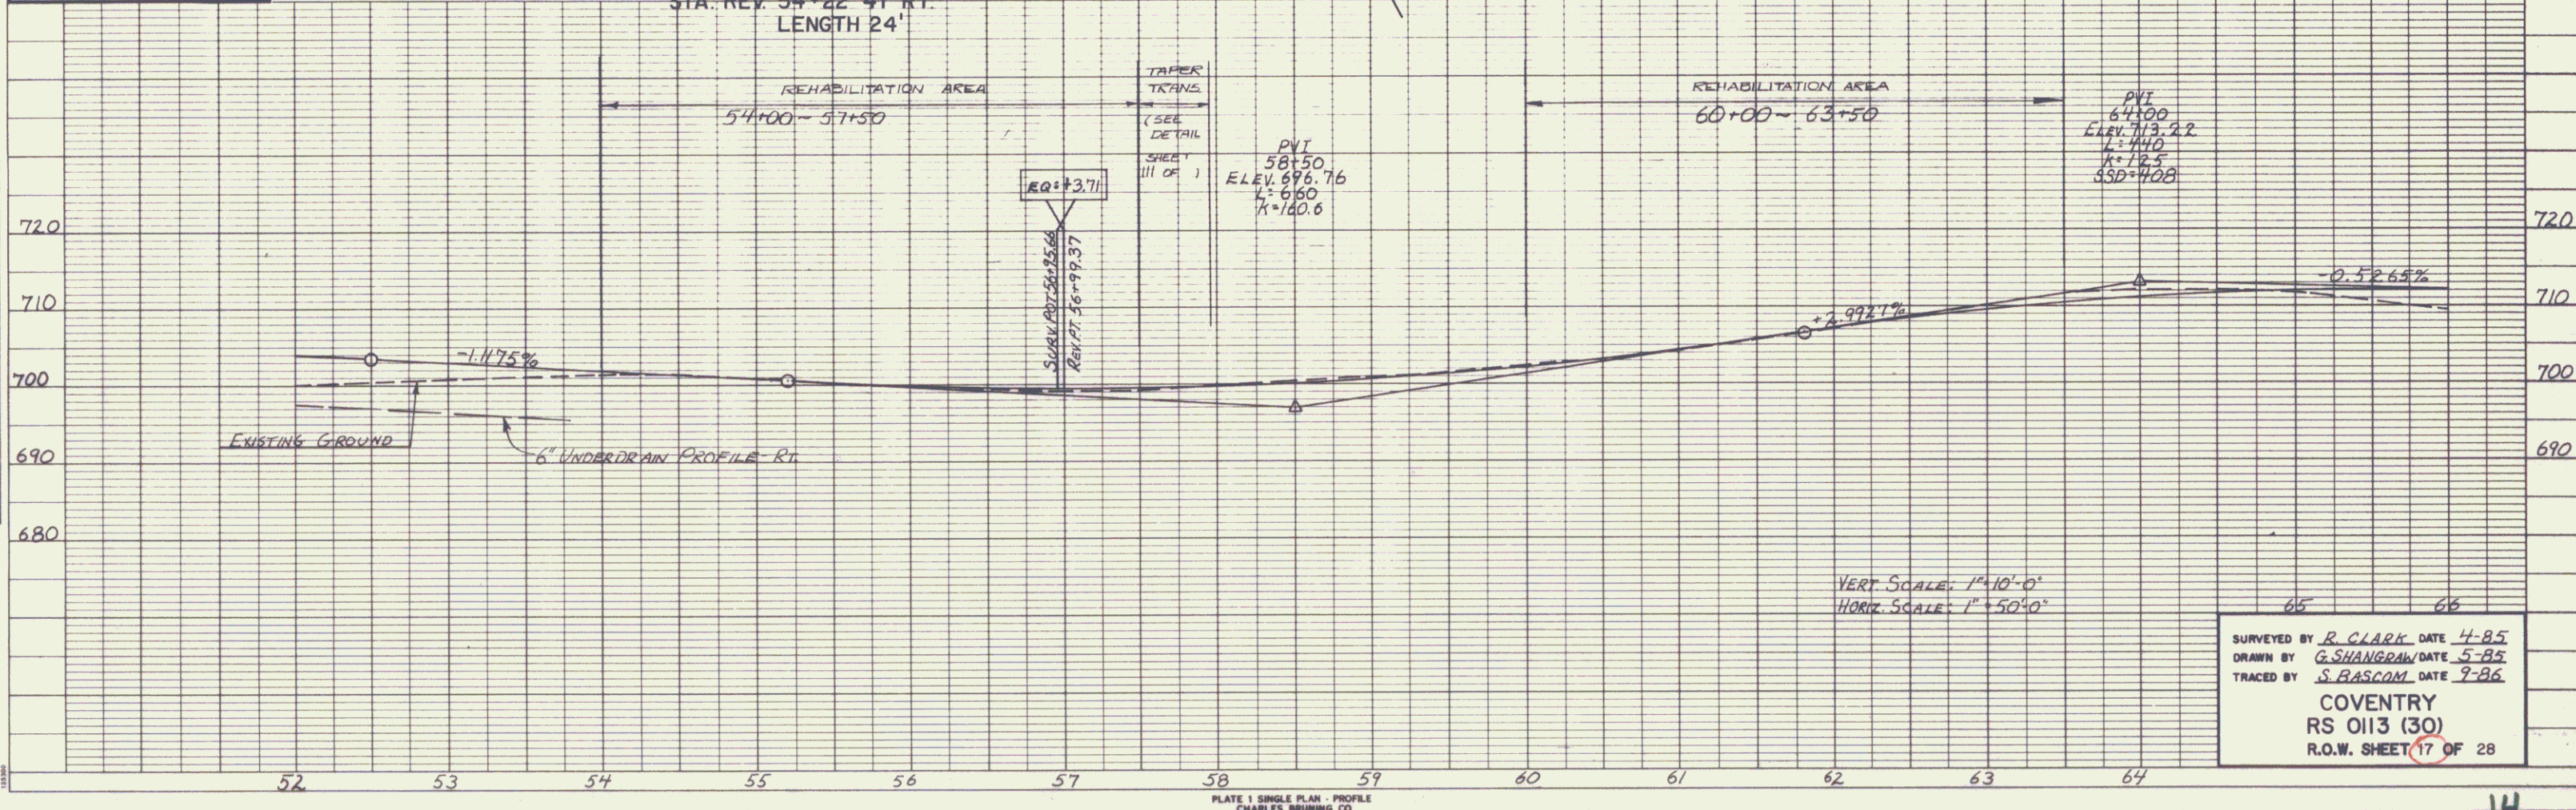 LENGTH 24'
REHABILITATION AREA
54+00 ~ 57+50
TAPER
TRANS.
(SEE
DETAIL
SHEET
111 OF )
REHABILITATION AREA
60+00 ~ 63+50
PVI
64+00
ELEV. 713.22
L=440
K=125
SSD=408
PVI
58+50
ELEV. 696.76
L=660
K=160.6
EQ=+3.71
SURV. POT 56+95.66
REV. PT. 56+99.37
720
720
710
710
700
700
690
690
680
-1.1175%
+2.9927%
-0.5265%
EXISTING GROUND
6" UNDERDRAIN PROFILE-RT.
VERT. SCALE: 1"=10'-0"
HORIZ. SCALE: 1"=50'-0"
65 66
SURVEYED BY R. CLARK DATE 4-85
DRAWN BY G. SHANGRAW DATE 5-85
TRACED BY S. BASCOM DATE 9-86
COVENTRY
RS 0113 (30)
R.O.W. SHEET 17 OF 28
52 53 54 55 56 57 58 59 60 61 62 63 64
PLATE 1 SINGLE PLAN - PROFILE
CHARLES BRUNING CO.
14